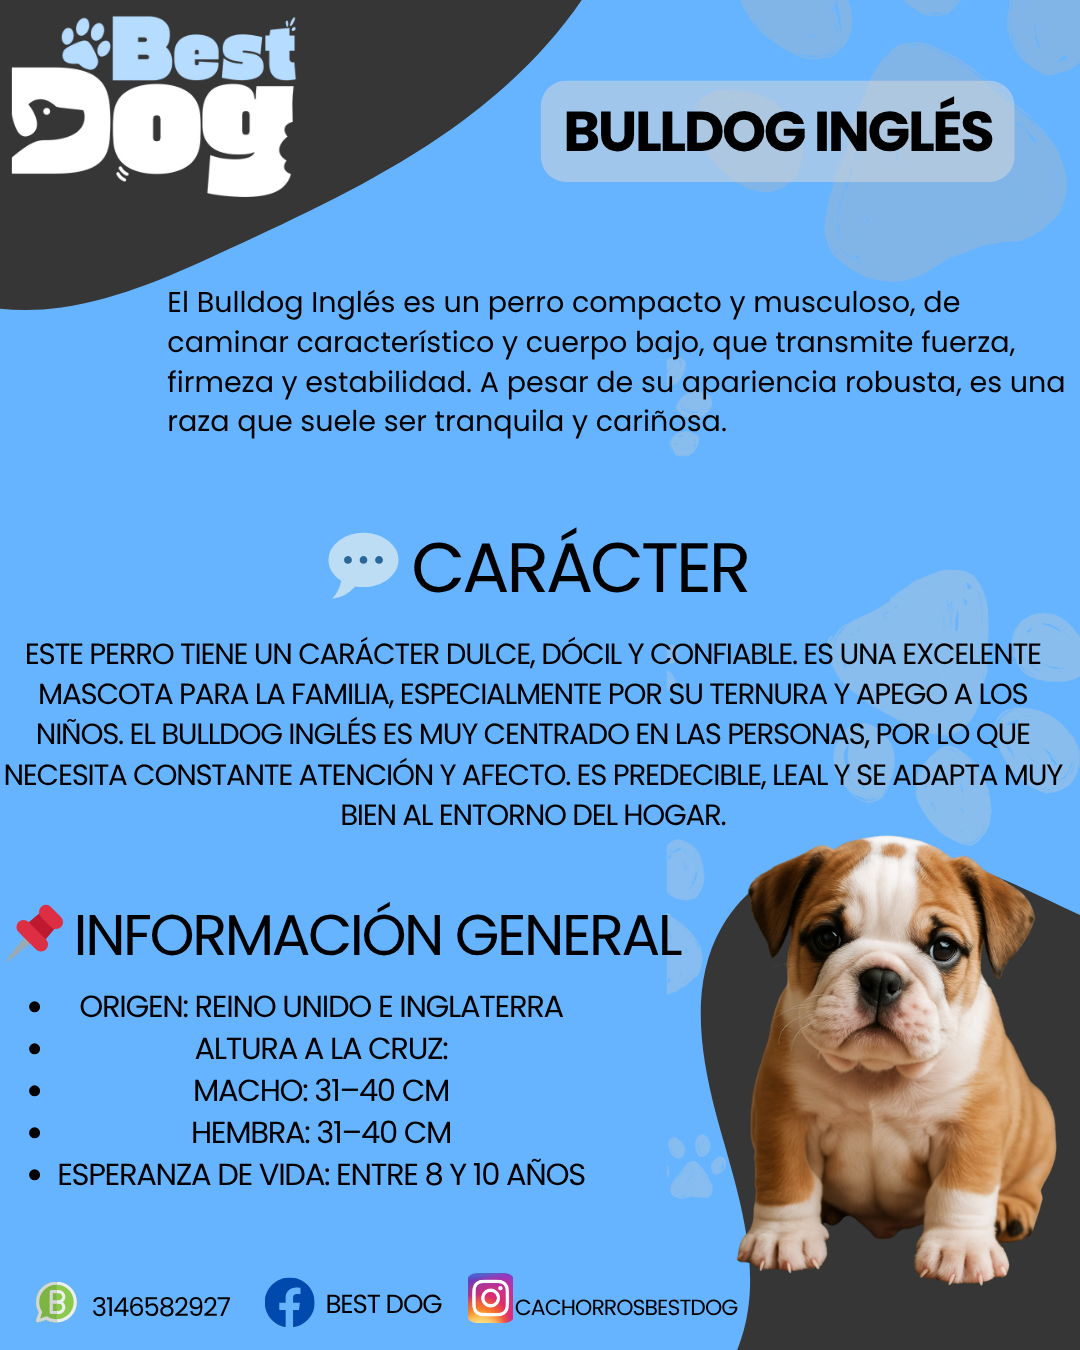 Best
Dog
BULLDOG INGLÉS
El Bulldog Inglés es un perro compacto y musculoso, de
caminar característico y cuerpo bajo, que transmite fuerza,
firmeza y estabilidad. A pesar de su apariencia robusta, es una
raza que suele ser tranquila y cariñosa.
CARÁCTER
ESTE PERRO TIENE UN CARÁCTER DULCE, DÓCIL Y CONFIABLE. ES UNA EXCELENTE
MASCOTA PARA LA FAMILIA, ESPECIALMENTE POR SU TERNURA Y APEGO A LOS
NIÑOS. EL BULLDOG INGLÉS ES MUY CENTRADO EN LAS PERSONAS, POR LO QUE
NECESITA CONSTANTE ATENCIÓN Y AFECTO. ES PREDECIBLE, LEAL Y SE ADAPTA MUY
BIEN AL ENTORNO DEL HOGAR.
INFORMACIÓN GENERAL
• ORIGEN: REINO UNIDO E INGLATERRA
• ALTURA A LA CRUZ:
• MACHO: 31–40 CM
• HEMBRA: 31–40 CM
• ESPERANZA DE VIDA: ENTRE 8 Y 10 AÑOS
B 3146582927 BEST DOG CACHORROSBESTDOG